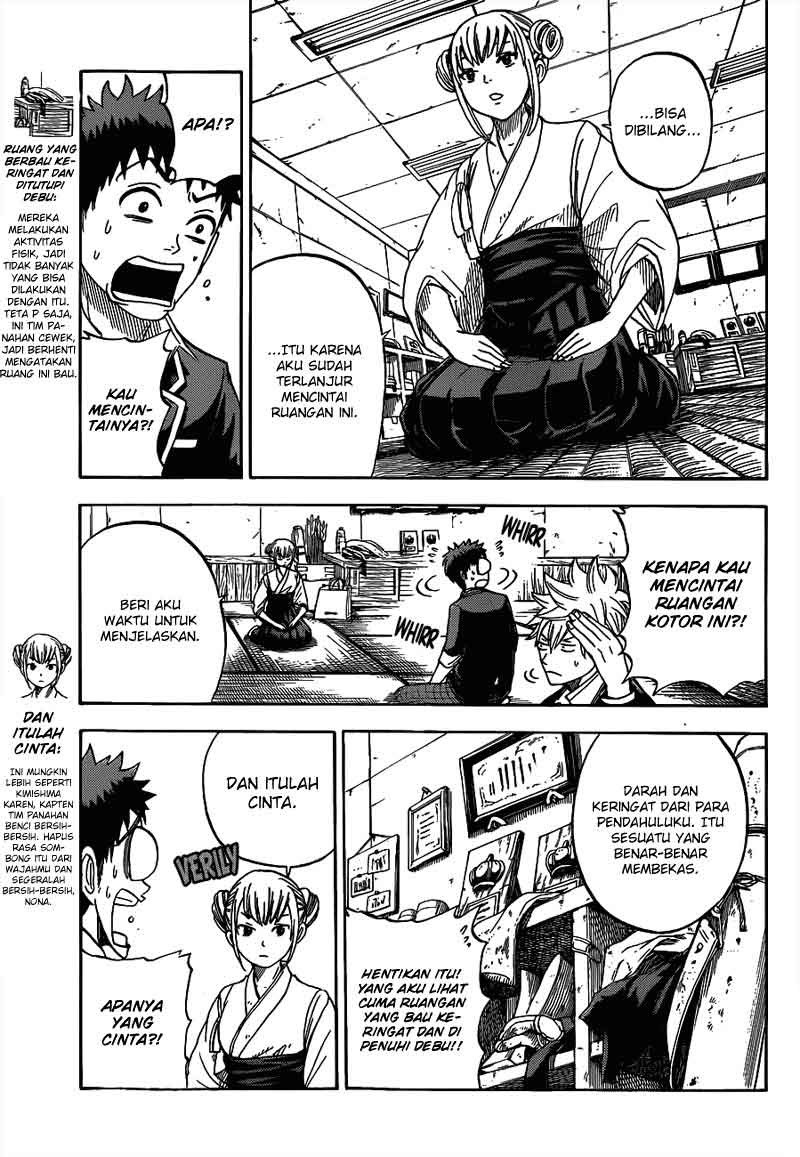 ...BISA
DIBILANG...
...ITU KARENA
AKU SUDAH
TERLANJUR
MENCINTAI
RUANGAN INI.
APA!?
KAU
MENCIN-
TAINYA?!
RUANG YANG
BERBAU KE-
RINGAT DAN
DITUTUPI
DEBU:
MEREKA
MELAKUKAN
AKTIVITAS
FISIK, JADI
TIDAK BANYAK
YANG BISA
DILAKUKAN
DENGAN ITU.
TETA P SAJA,
INI TIM PA-
NAHAN CEWEK,
JADI BERHENTI
MENGATAKAN
RUANG INI BAU.
KENAPA KAU
MENCINTAI
RUANGAN
KOTOR INI?!
WHIRR
WHIRR
BERI AKU
WAKTU UNTUK
MENJELASKAN.
DARAH DAN
KERINGAT DARI PARA
PENDAHULUKU. ITU
SESUATU YANG
BENAR-BENAR
MEMBEKAS.
HENTIKAN ITU!
YANG AKU LIHAT
CUMA RUANGAN
YANG BAU KE-
RINGAT DAN DI
PENUHI DEBU!!
DAN ITULAH
CINTA.
VERILY
APANYA
YANG
CINTA?!
DAN
ITULAH
CINTA:
INI MUNGKIN
LEBIH SEPERTI
KIMISHIMA
KAREN, KAPTEN
TIM PANAHAN
BENCI BERSIH-
BERSIH. HAPUS
RASA SOM-
BONG ITU DARI
WAJAHMU DAN
SEGERALAH
BERSIH-BERSIH,
NONA.